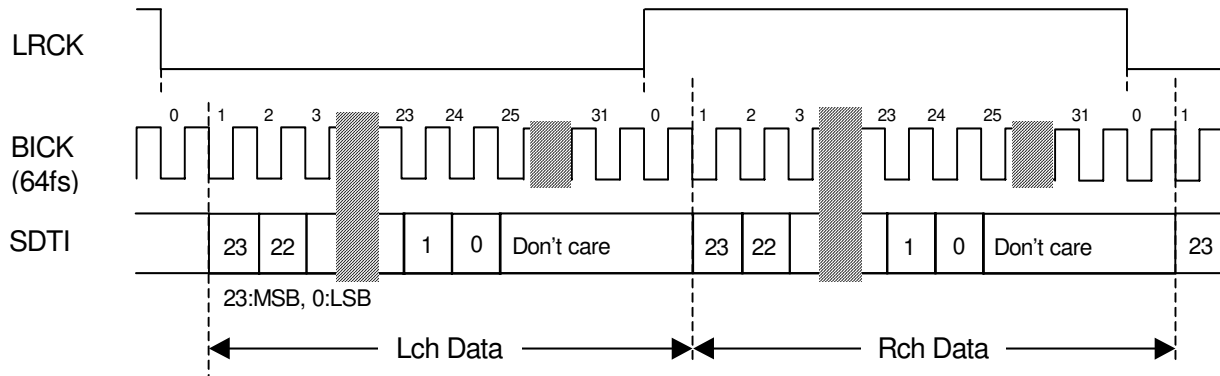 LRCK
0 1 2 3 23 24 25 31 0 1 2 3 23 24 25 31 0 1
BICK
(64fs)
SDTI 23 22 1 0 Don't care 23 22 1 0 Don't care 23
23:MSB, 0:LSB
Lch Data Rch Data